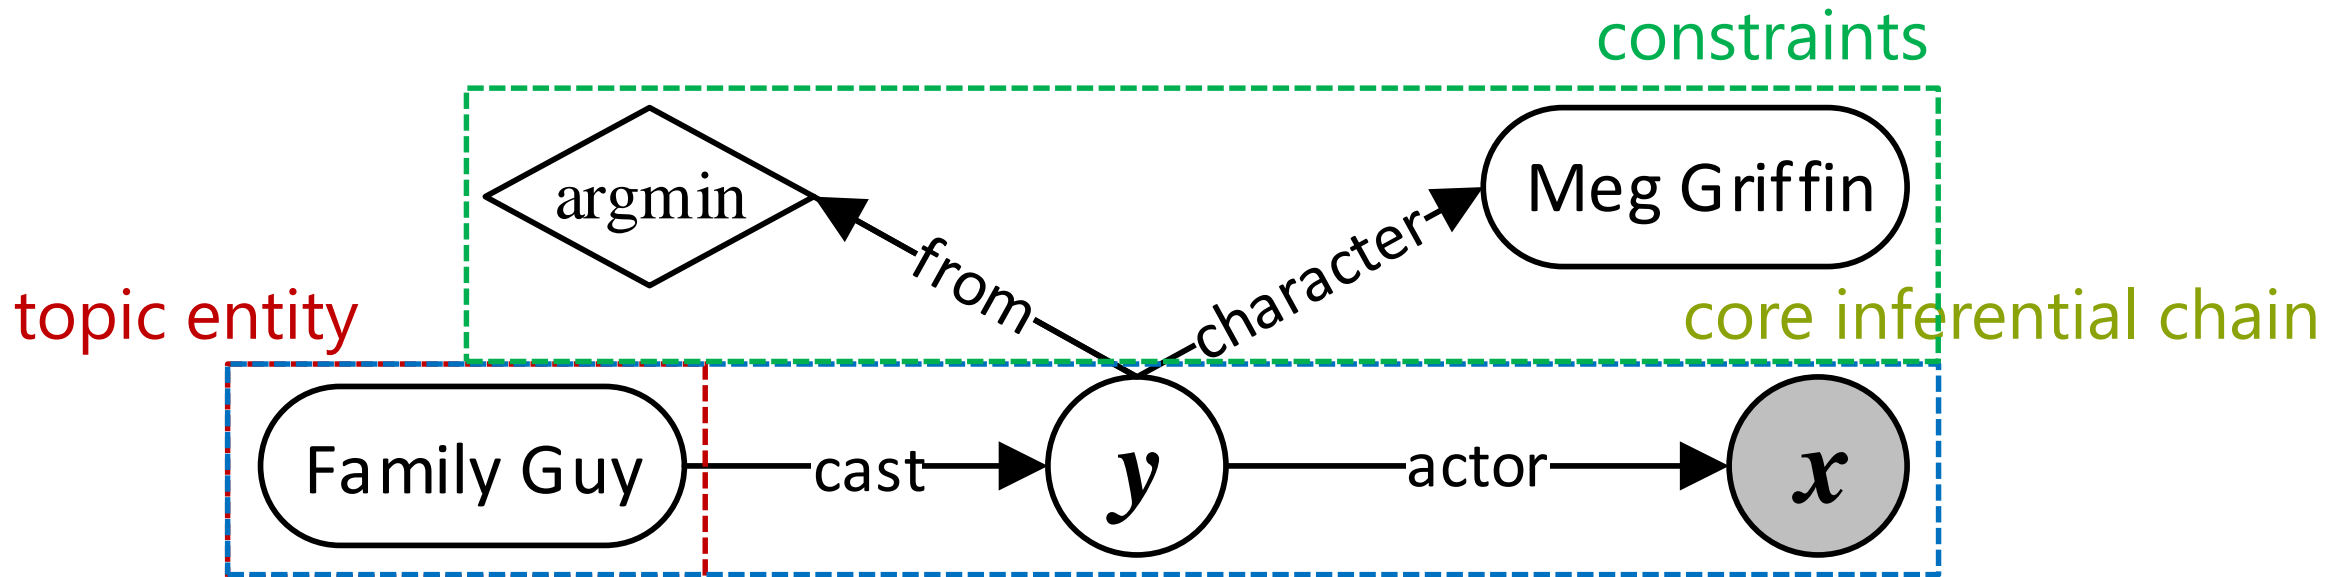 constraints
argmin
Meg Griffin
from
character
topic entity
core inferential chain
Family Guy
cast
y
actor
x